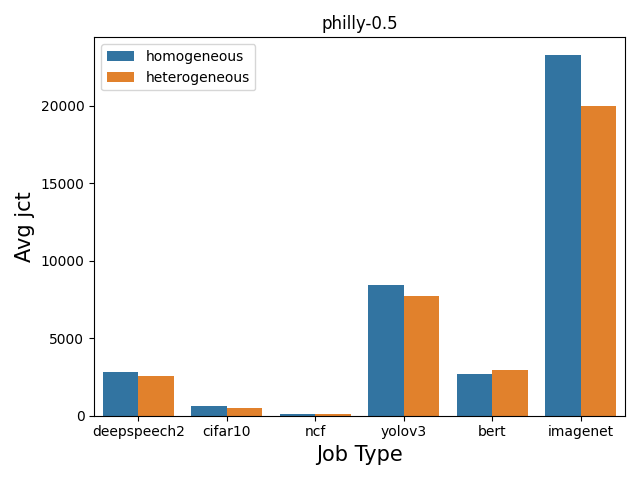 philly-0.5
homogeneous
heterogeneous
Avg jct
20000
15000
10000
5000
0
deepspeech2 cifar10 ncf yolov3 bert imagenet
Job Type